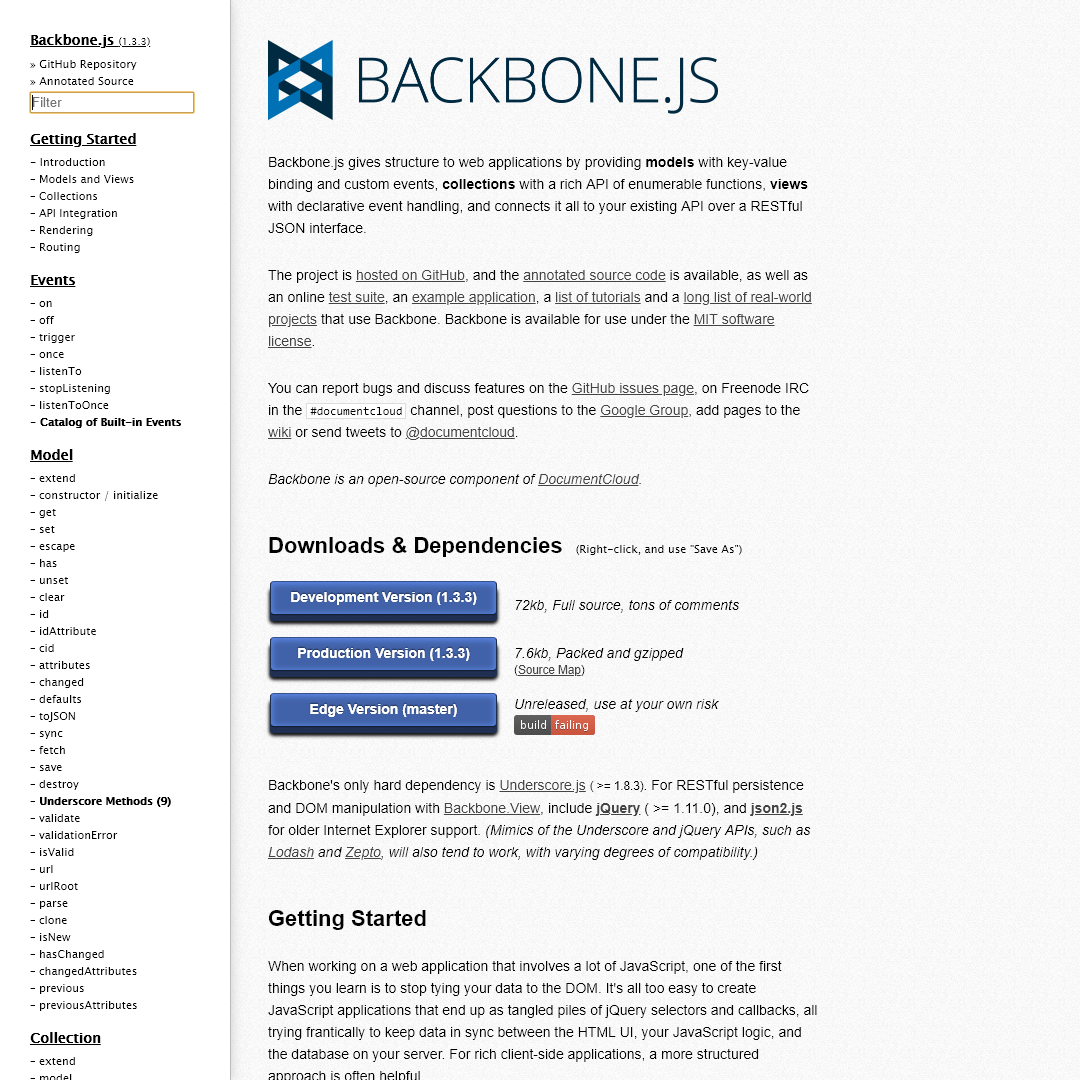 Backbone.js (1.3.3)
» GitHub Repository
» Annotated Source
Filter
Getting Started
– Introduction
– Models and Views
– Collections
– API Integration
– Rendering
– Routing
Events
– on
– off
– trigger
– once
– listenTo
– stopListening
– listenToOnce
– Catalog of Built-in Events
Model
– extend
– constructor / initialize
– get
– set
– escape
– has
– unset
– clear
– id
– idAttribute
– cid
– attributes
– changed
– defaults
– toJSON
– sync
– fetch
– save
– destroy
– Underscore Methods (9)
– validate
– validationError
– isValid
– url
– urlRoot
– parse
– clone
– isNew
– hasChanged
– changedAttributes
– previous
– previousAttributes
Collection
– extend
– model
BACKBONE.JS
Backbone.js gives structure to web applications by providing models with key-value
binding and custom events, collections with a rich API of enumerable functions, views
with declarative event handling, and connects it all to your existing API over a RESTful
JSON interface.
The project is hosted on GitHub, and the annotated source code is available, as well as
an online test suite, an example application, a list of tutorials and a long list of real-world
projects that use Backbone. Backbone is available for use under the MIT software
license.
You can report bugs and discuss features on the GitHub issues page, on Freenode IRC
in the #documentcloud channel, post questions to the Google Group, add pages to the
wiki or send tweets to @documentcloud.
Backbone is an open-source component of DocumentCloud.
Downloads & Dependencies (Right-click, and use "Save As")
Development Version (1.3.3)
72kb, Full source, tons of comments
Production Version (1.3.3)
7.6kb, Packed and gzipped
(Source Map)
Edge Version (master)
Unreleased, use at your own risk
build failing
Backbone's only hard dependency is Underscore.js ( >= 1.8.3). For RESTful persistence
and DOM manipulation with Backbone.View, include jQuery ( >= 1.11.0), and json2.js
for older Internet Explorer support. (Mimics of the Underscore and jQuery APIs, such as
Lodash and Zepto, will also tend to work, with varying degrees of compatibility.)
Getting Started
When working on a web application that involves a lot of JavaScript, one of the first
things you learn is to stop tying your data to the DOM. It's all too easy to create
JavaScript applications that end up as tangled piles of jQuery selectors and callbacks, all
trying frantically to keep data in sync between the HTML UI, your JavaScript logic, and
the database on your server. For rich client-side applications, a more structured
approach is often helpful.